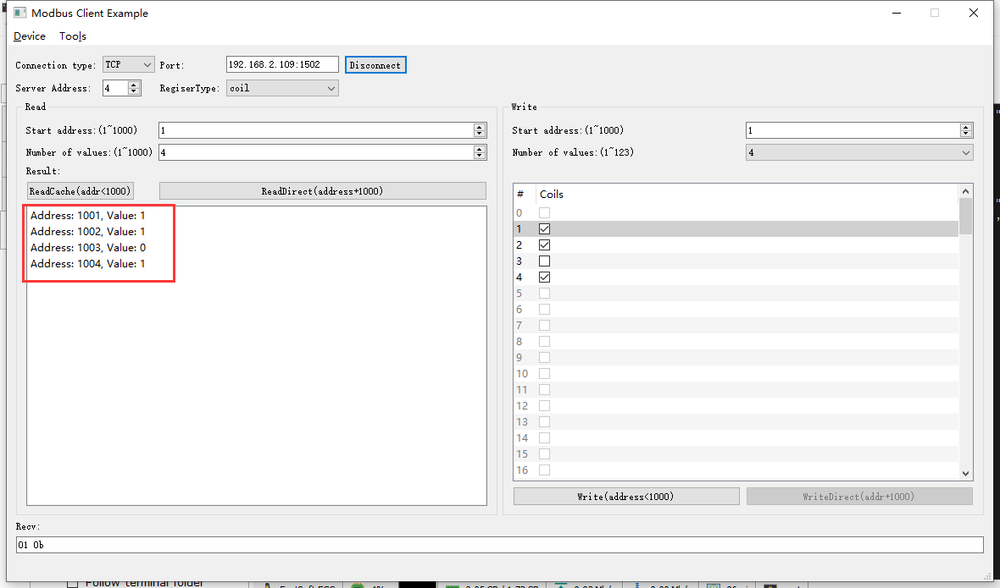 Modbus Client Example
Device Tools
Connection type: TCP Port: 192.168.2.109:1502 Disconnect
Server Address: 4 RegiserType: coil
Read
Start address:(1~1000) 1
Number of values:(1~1000) 4
Result:
ReadCache(addr<1000) ReadDirect(address+1000)
Address: 1001, Value: 1
Address: 1002, Value: 1
Address: 1003, Value: 0
Address: 1004, Value: 1
Write
Start address:(1~1000) 1
Number of values:(1~123) 4
# Coils
0
1
2
3
4
5
6
7
8
9
10
11
12
13
14
15
16
Write(address<1000) WriteDirect(addr+1000)
Recv:
01 0b
Follow terminal folder